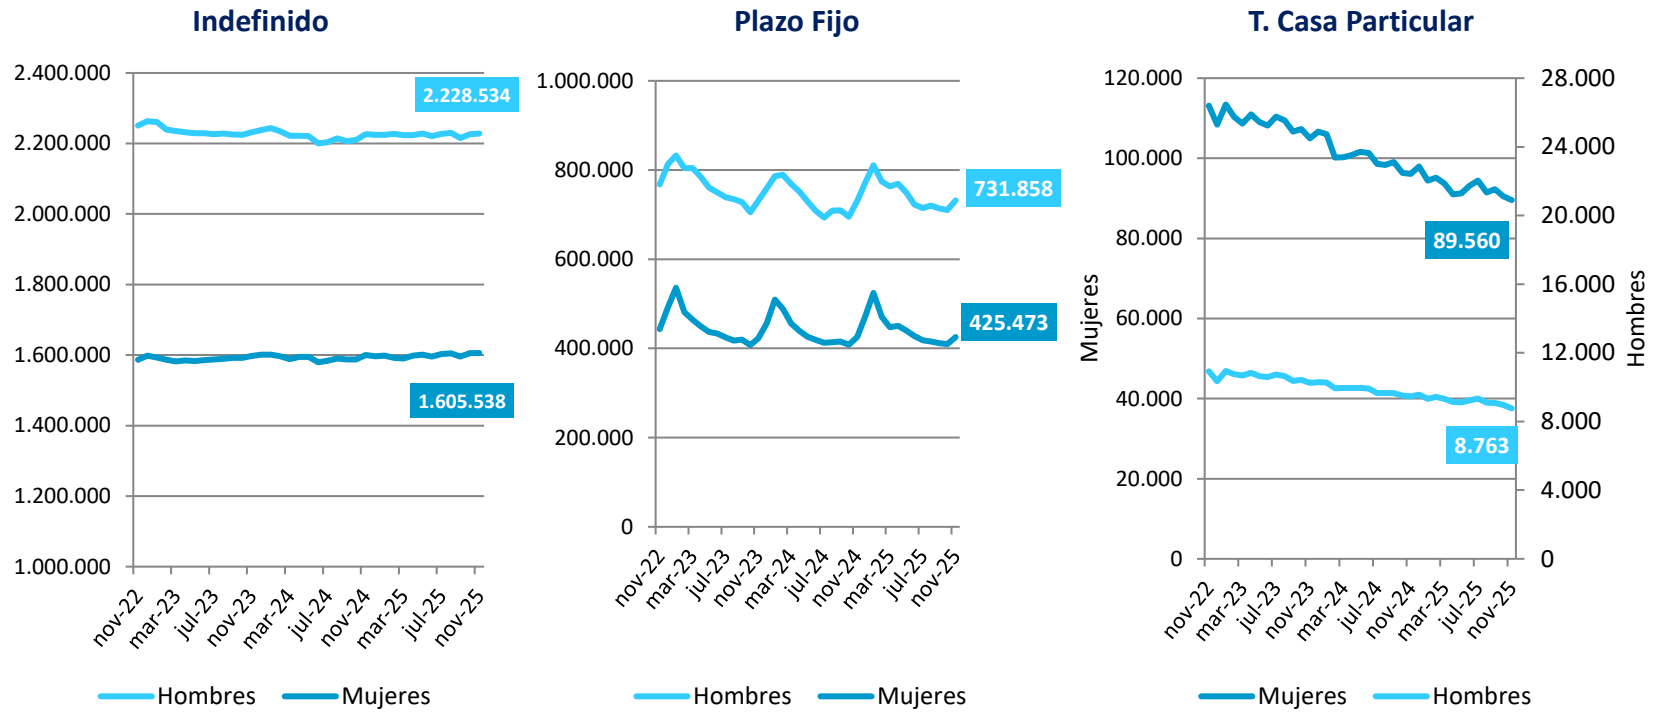 Indefinido
2.400.000
2.200.000
2.000.000
1.800.000
1.600.000
1.400.000
1.200.000
1.000.000
2.228.534
1.605.538
nov-22
mar-23
jul-23
nov-23
mar-24
jul-24
nov-24
mar-25
jul-25
nov-25
Hombres Mujeres
Plazo Fijo
1.000.000
800.000
600.000
400.000
200.000
0
731.858
425.473
nov-22
mar-23
jul-23
nov-23
mar-24
jul-24
nov-24
mar-25
jul-25
nov-25
Hombres Mujeres
T. Casa Particular
Mujeres
120.000
100.000
80.000
60.000
40.000
20.000
0
89.560
8.763
28.000
24.000
20.000
16.000
12.000
8.000
4.000
0
Hombres
nov-22
mar-23
jul-23
nov-23
mar-24
jul-24
nov-24
mar-25
jul-25
nov-25
Mujeres Hombres